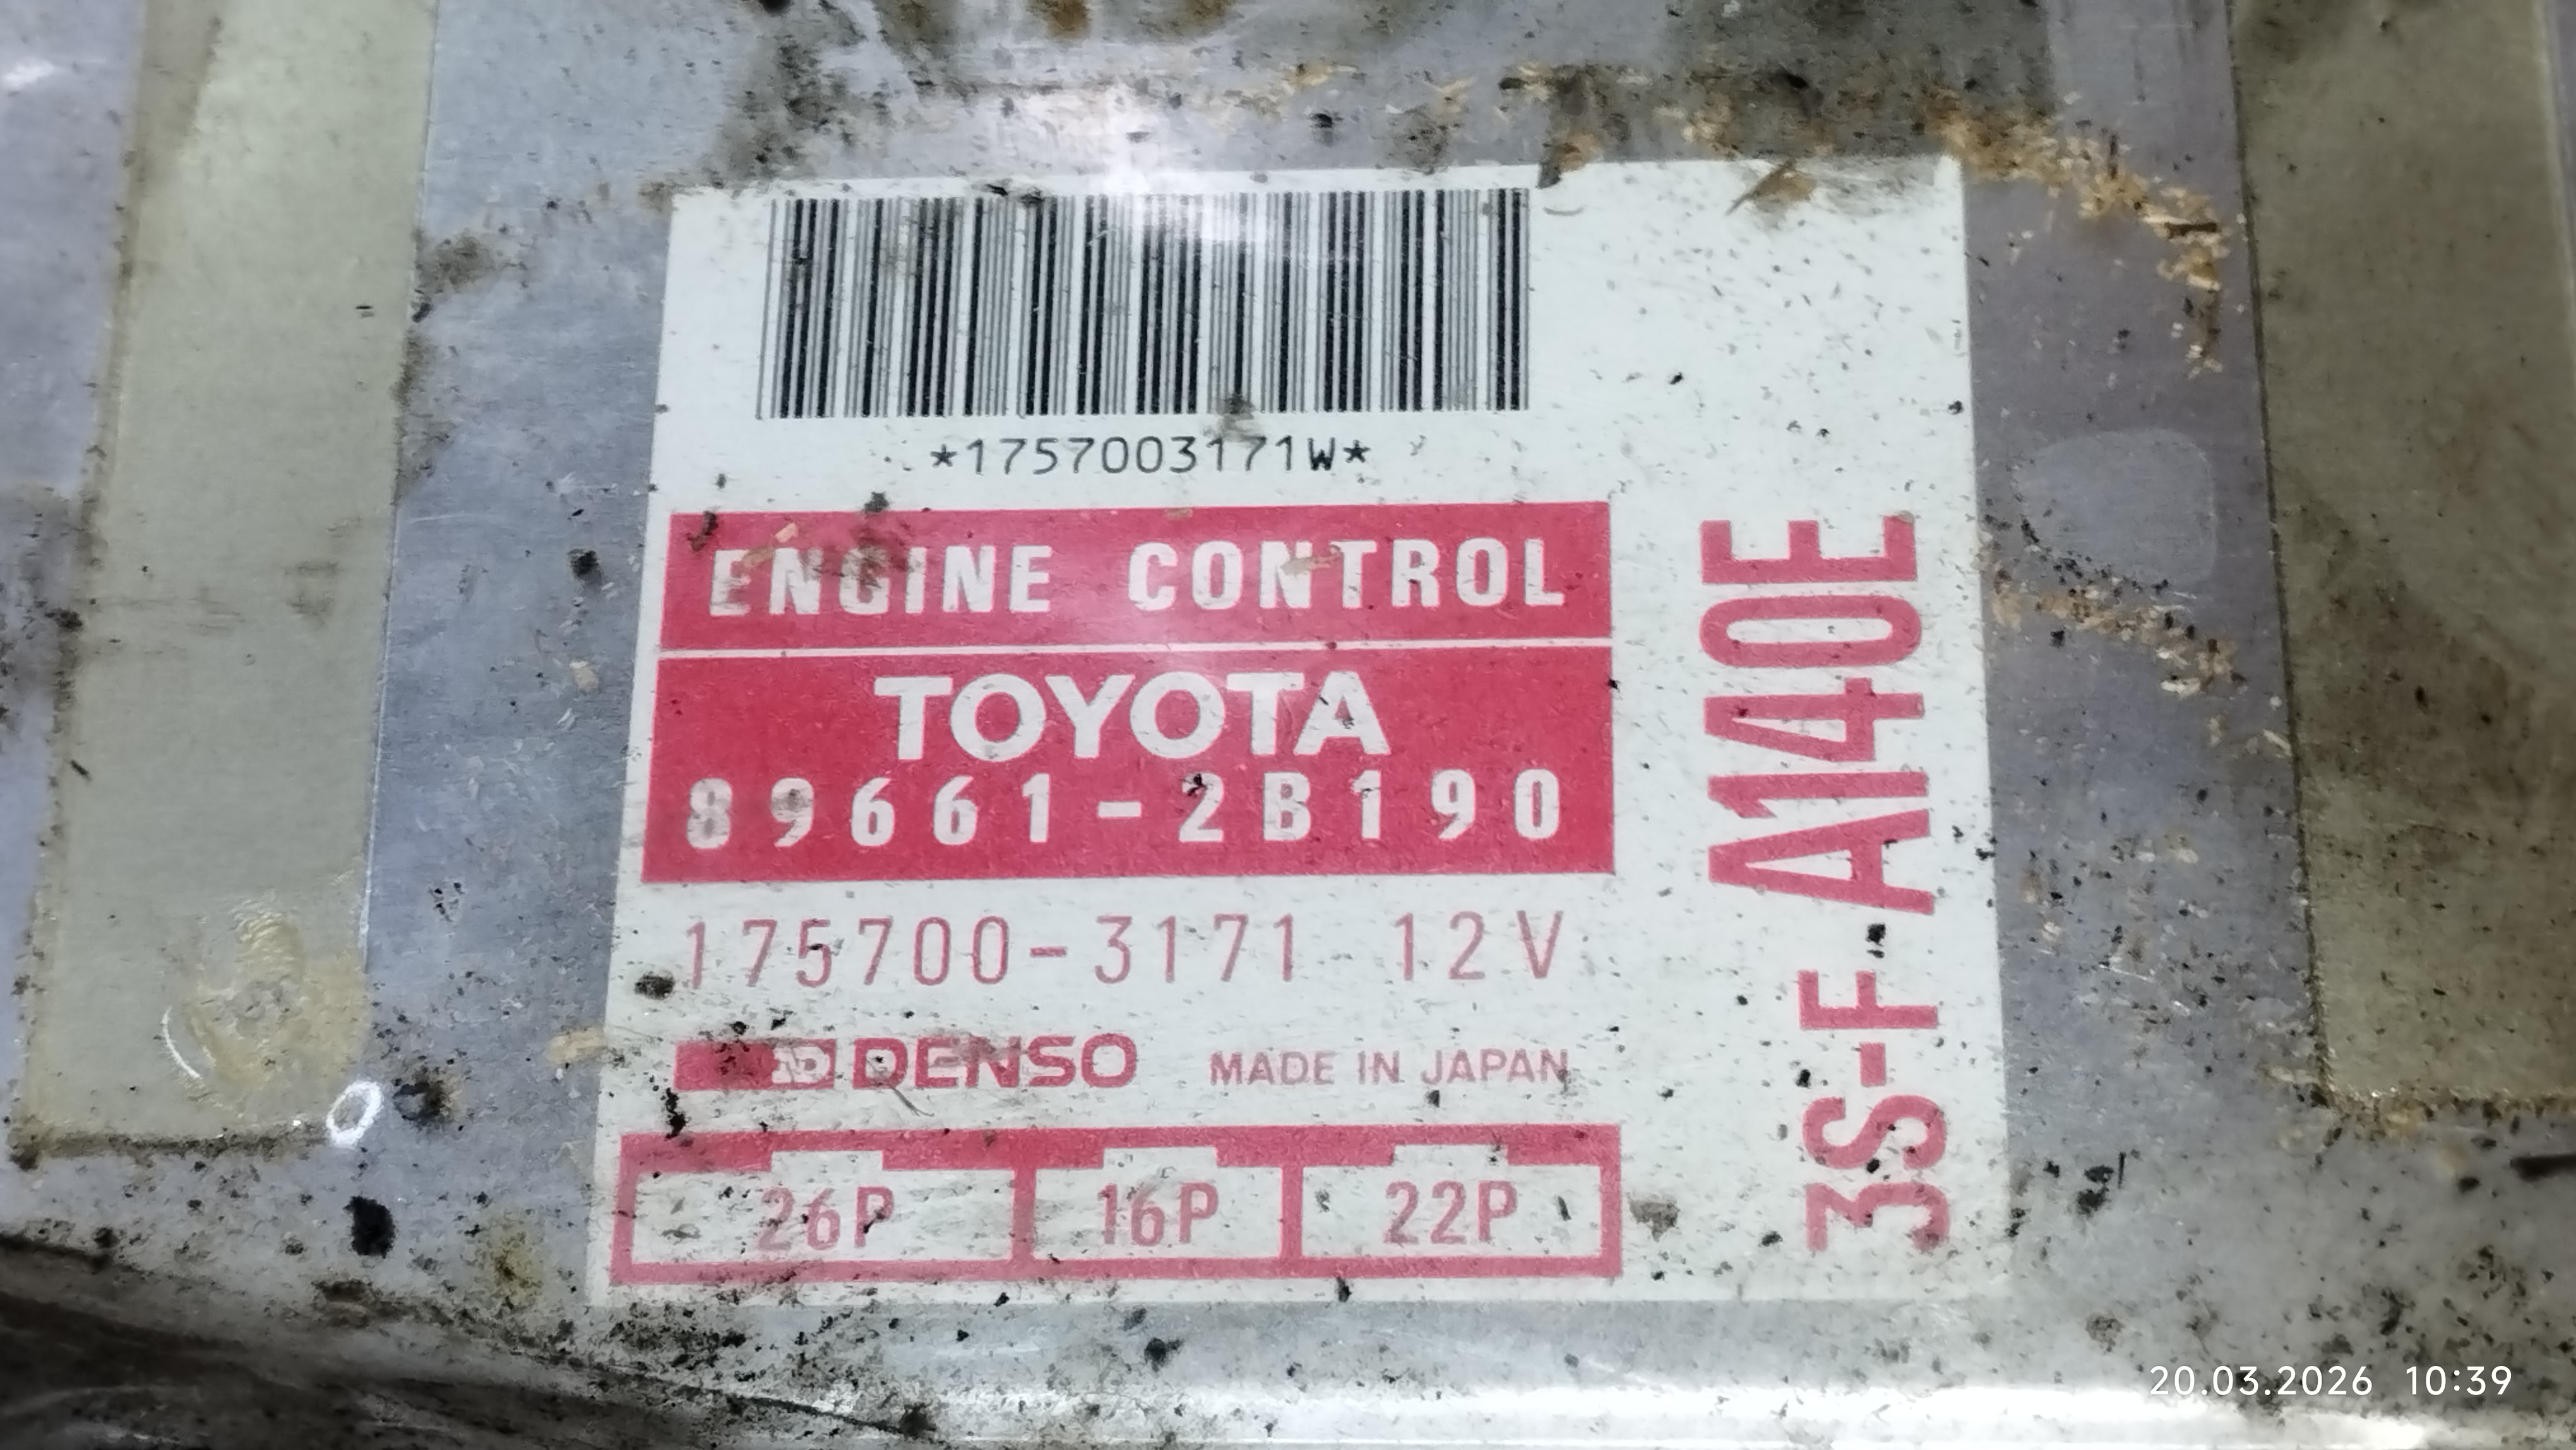 *1757003171W*
ENGINE CONTROL
TOYOTA
89661-2B190
175700-3171 12V
ND DENSO MADE IN JAPAN
26P 16P 22P
3S-F A140E
20.03.2026 10:39